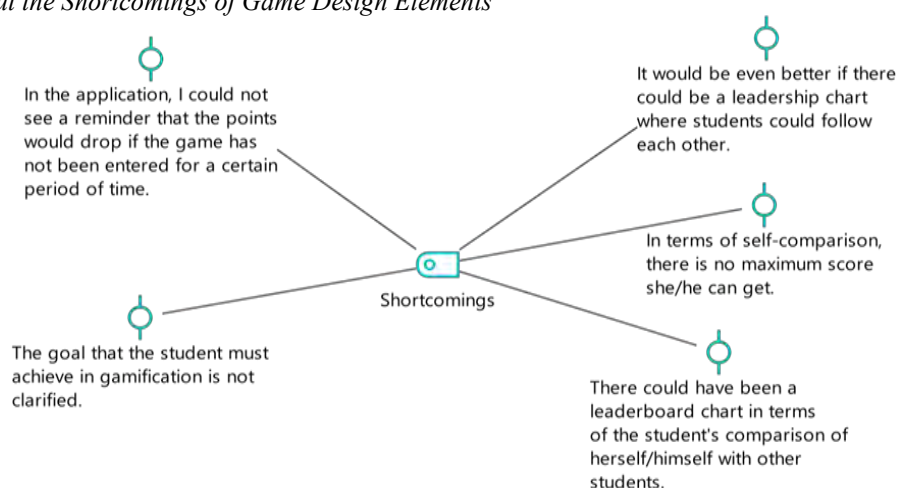 at the Shortcomings of Game Design Elements
In the application, I could not
see a reminder that the points
would drop if the game has
not been entered for a certain
period of time.
It would be even better if there
could be a leadership chart
where students could follow
each other.
In terms of self-comparison,
there is no maximum score
she/he can get.
Shortcomings
The goal that the student must
achieve in gamification is not
clarified.
There could have been a
leaderboard chart in terms
of the student's comparison of
herself/himself with other
students.